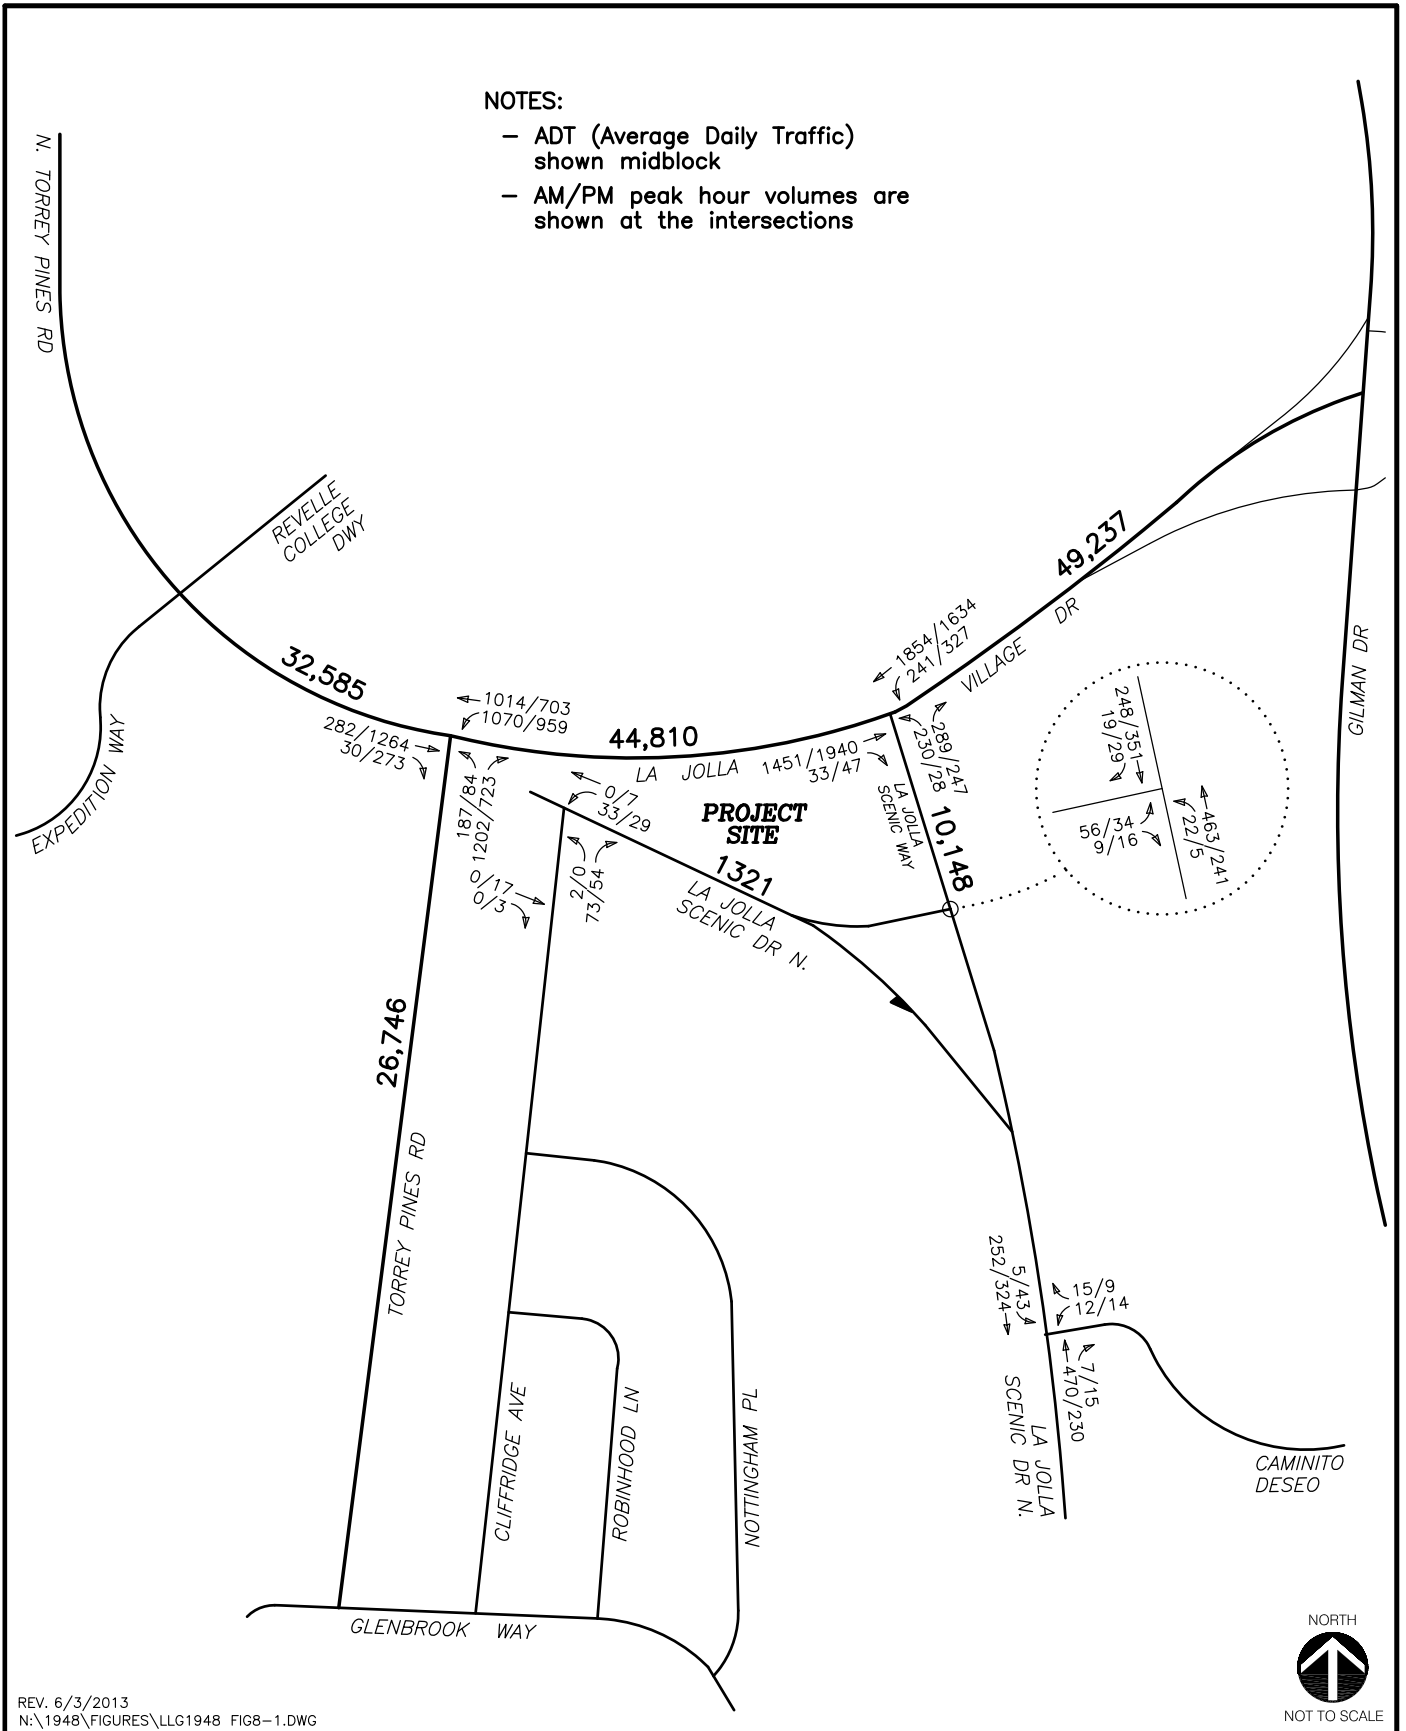 NOTES:
– ADT (Average Daily Traffic)
shown midblock
– AM/PM peak hour volumes are
shown at the intersections
N. TORREY PINES RD
REVELLE
COLLEGE
DWY
EXPEDITION WAY
32,585
282/1264
30/273
1014/703
1070/959
187/84
1202/723
44,810
LA JOLLA
VILLAGE DR
49,237
1854/1634
241/327
1451/1940
33/47
289/247
230/28
LA JOLLA
SCENIC WAY
10,148
GILMAN DR
248/351
19/29
56/34
9/16
463/241
22/5
PROJECT
SITE
0/7
33/29
0/17
0/3
2/0
73/54
1321
LA JOLLA
SCENIC DR N.
26,746
TORREY PINES RD
CLIFFRIDGE AVE
ROBINHOOD LN
NOTTINGHAM PL
5/43
252/324
15/9
12/14
7/15
470/230
LA JOLLA
SCENIC DR N.
CAMINITO
DESEO
GLENBROOK WAY
NORTH
NOT TO SCALE
REV. 6/3/2013
N:\1948\FIGURES\LLG1948 FIG8-1.DWG